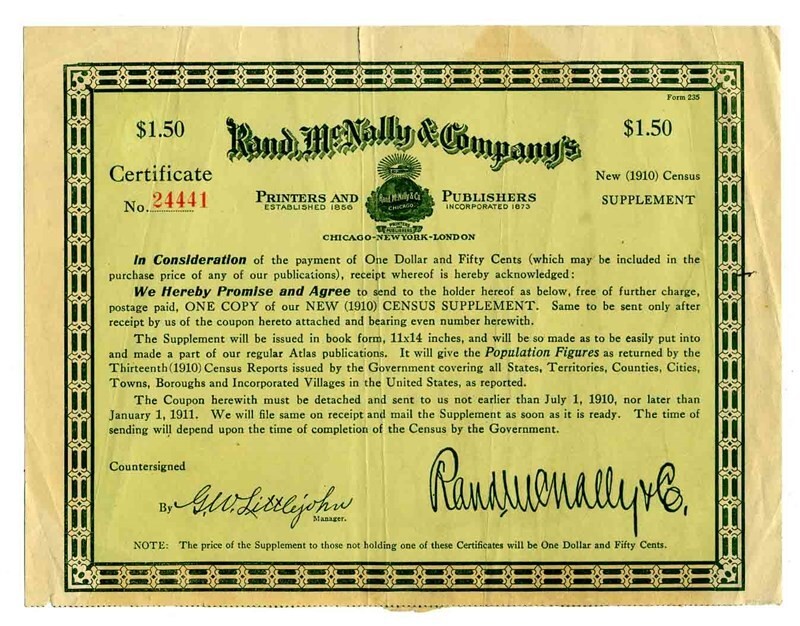 Form 235
$1.50 Rand, McNally & Company's $1.50
Certificate New (1910) Census
No. 24441 PRINTERS AND PUBLISHERS SUPPLEMENT
ESTABLISHED 1856 INCORPORATED 1873
Rand McNally & Co.
CHICAGO
PRINTERS
PUBLISHERS
CHICAGO-NEW YORK-LONDON
In Consideration of the payment of One Dollar and Fifty Cents (which may be included in the
purchase price of any of our publications), receipt whereof is hereby acknowledged:
We Hereby Promise and Agree to send to the holder hereof as below, free of further charge,
postage paid, ONE COPY of our NEW (1910) CENSUS SUPPLEMENT. Same to be sent only after
receipt by us of the coupon hereto attached and bearing even number herewith.
The Supplement will be issued in book form, 11x14 inches, and will be so made as to be easily put into
and made a part of our regular Atlas publications. It will give the Population Figures as returned by the
Thirteenth (1910) Census Reports issued by the Government covering all States, Territories, Counties, Cities,
Towns, Boroughs and Incorporated Villages in the United States, as reported.
The Coupon herewith must be detached and sent to us not earlier than July 1, 1910, nor later than
January 1, 1911. We will file same on receipt and mail the Supplement as soon as it is ready. The time of
sending will depend upon the time of completion of the Census by the Government.
Countersigned
By G.W. Littlejohn Rand McNally & Co.
Manager.
NOTE: The price of the Supplement to those not holding one of these Certificates will be One Dollar and Fifty Cents.